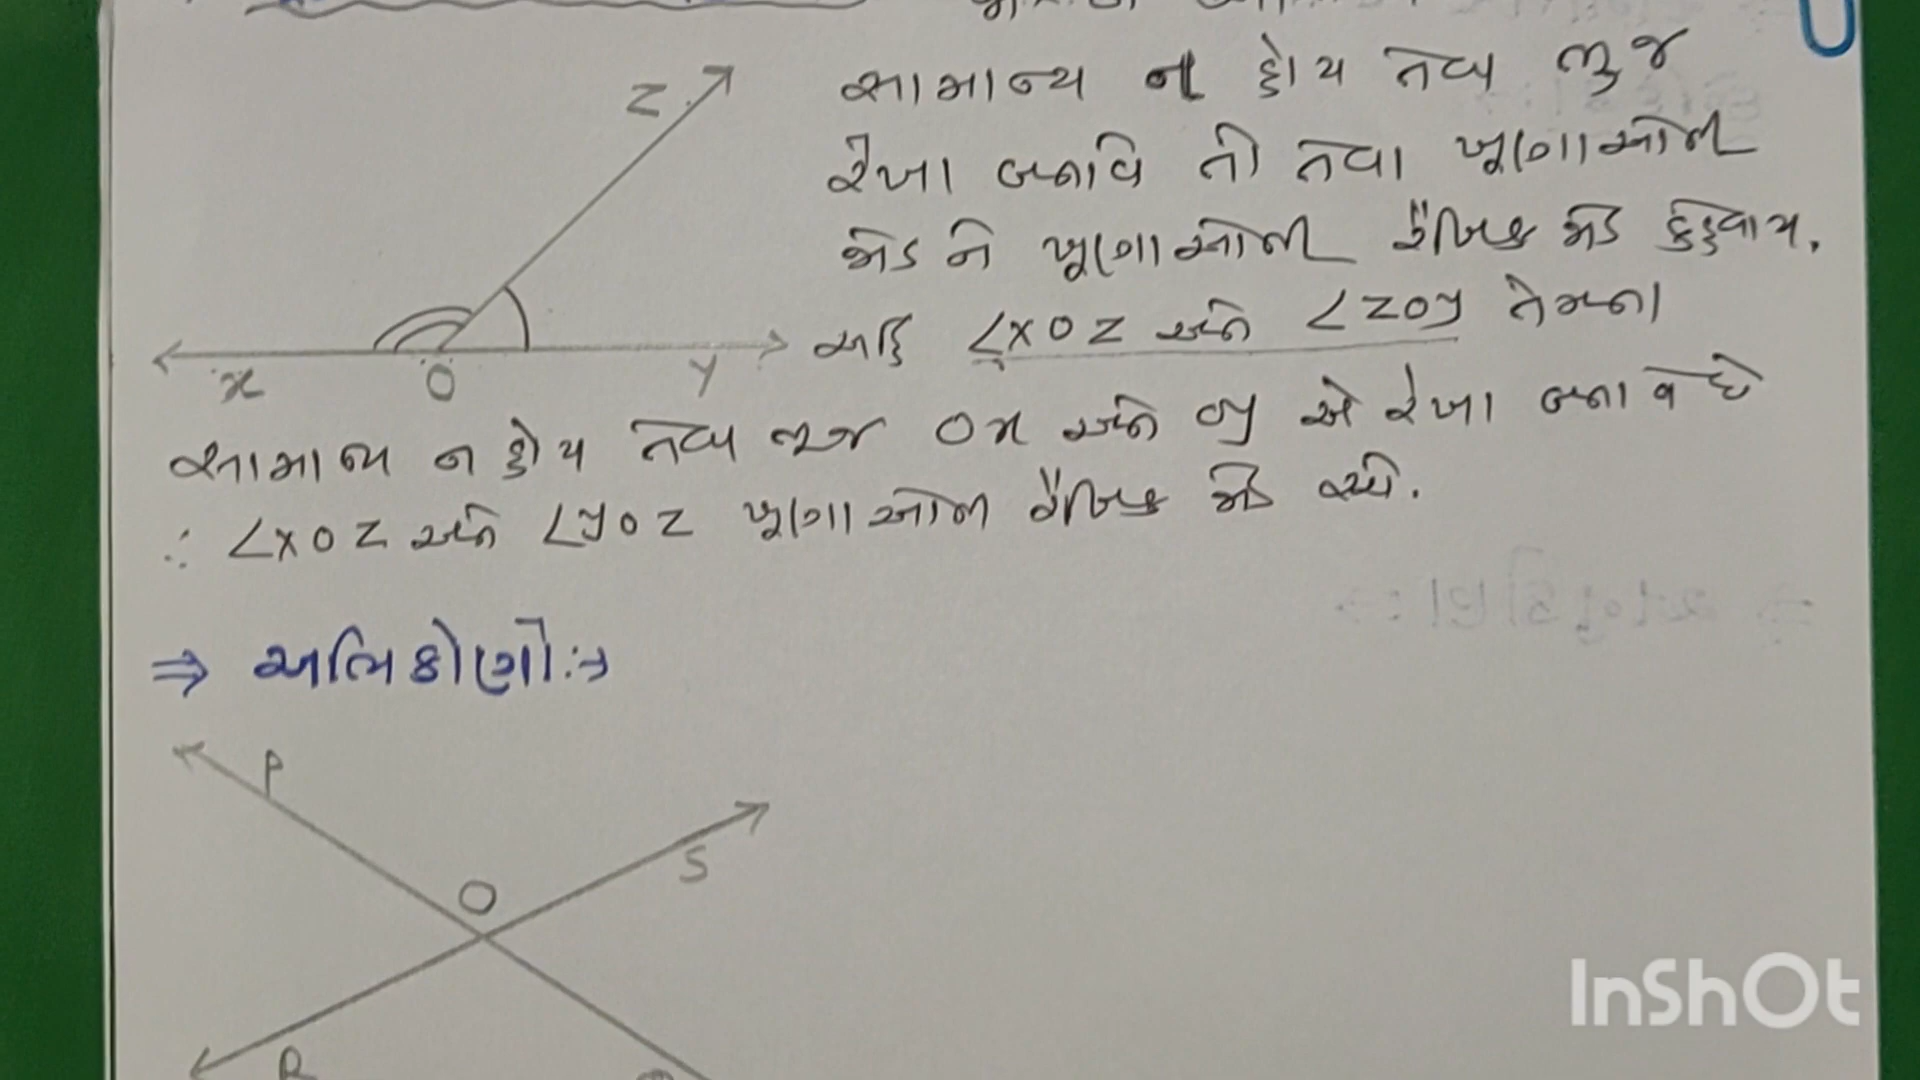 સામાન્ય ન હોય તેવા ભુજ
રેખા બનાવે તો તેવા ખૂણાઓની
જોડ ને ખૂણાઓની રૈખિક જોડ કહેવાય.
Z
અહિં ∠XOZ અને ∠ZOY તેમના
x O y
સામાન્ય ન હોય તેવા ભુજ OX અને OY એ રેખા બનાવે છે
∴ ∠XOZ અને ∠YOZ ખૂણાઓની રૈખિક જોડ થશે.
⇒ અભિકોણો :→
P
S
O
R
InShOt